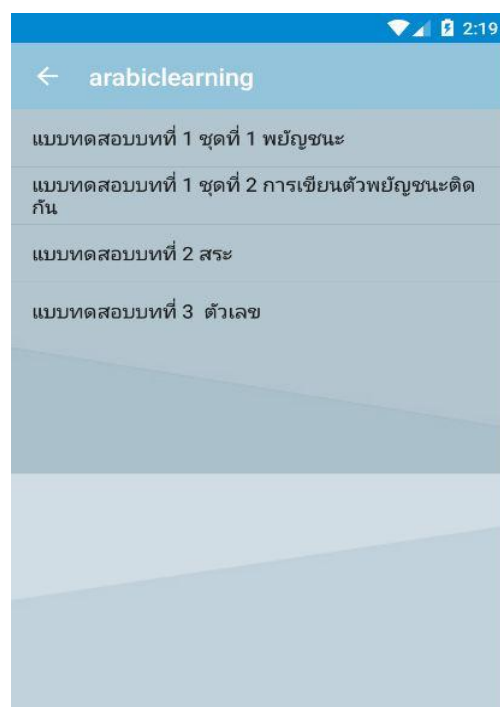 2:19
arabiclearning
แบบทดสอบบทที่ 1 ชุดที่ 1 พยัญชนะ
แบบทดสอบบทที่ 1 ชุดที่ 2 การเขียนตัวพยัญชนะติด
กัน
แบบทดสอบบทที่ 2 สระ
แบบทดสอบบทที่ 3 ตัวเลข